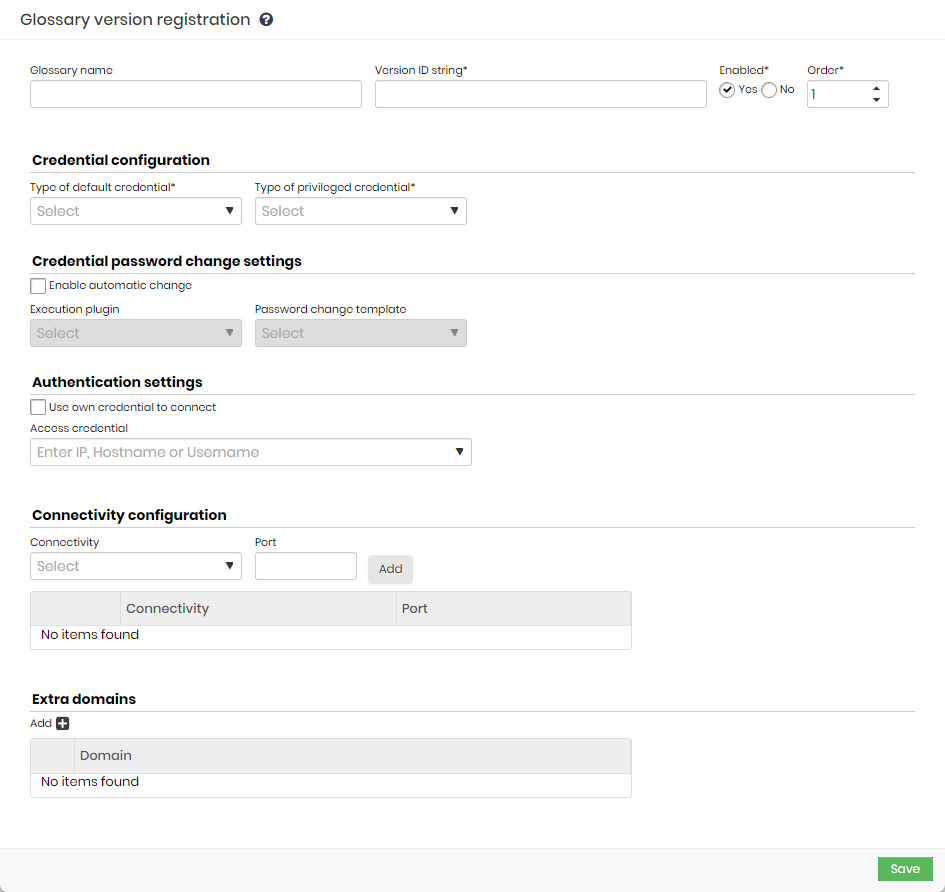 Glossary version registration ?
Glossary name Version ID string* Enabled* Order*
Yes No 1
Credential configuration
Type of default credential* Type of privileged credential*
Select Select
Credential password change settings
Enable automatic change
Execution plugin Password change template
Select Select
Authentication settings
Use own credential to connect
Access credential
Enter IP, Hostname or Username
Connectivity configuration
Connectivity Port
Select Add
Connectivity Port
No items found
Extra domains
Add
Domain
No items found
Save